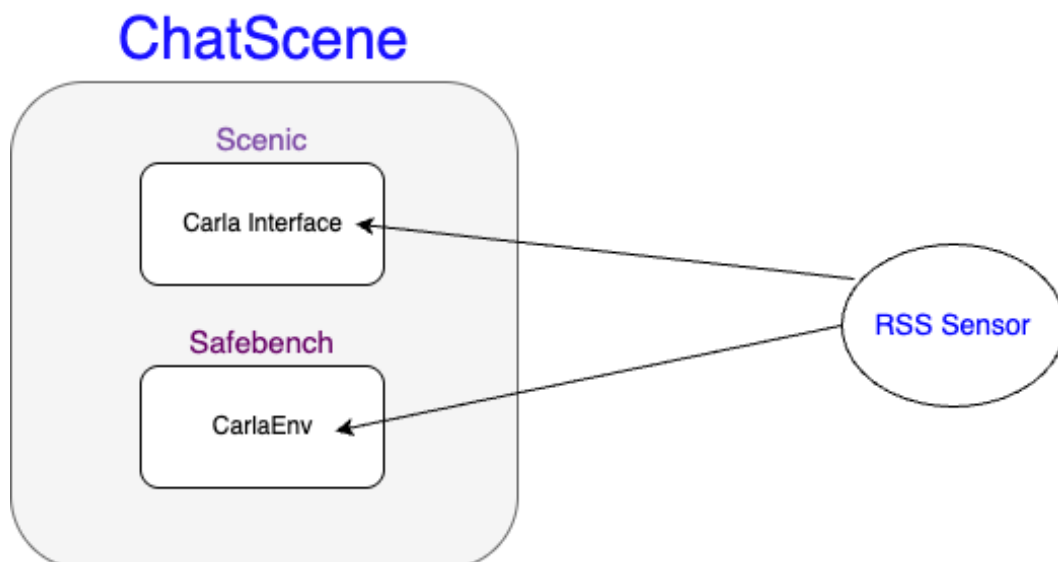 ChatScene
Scenic
Carla Interface
Safebench
CarlaEnv
RSS Sensor